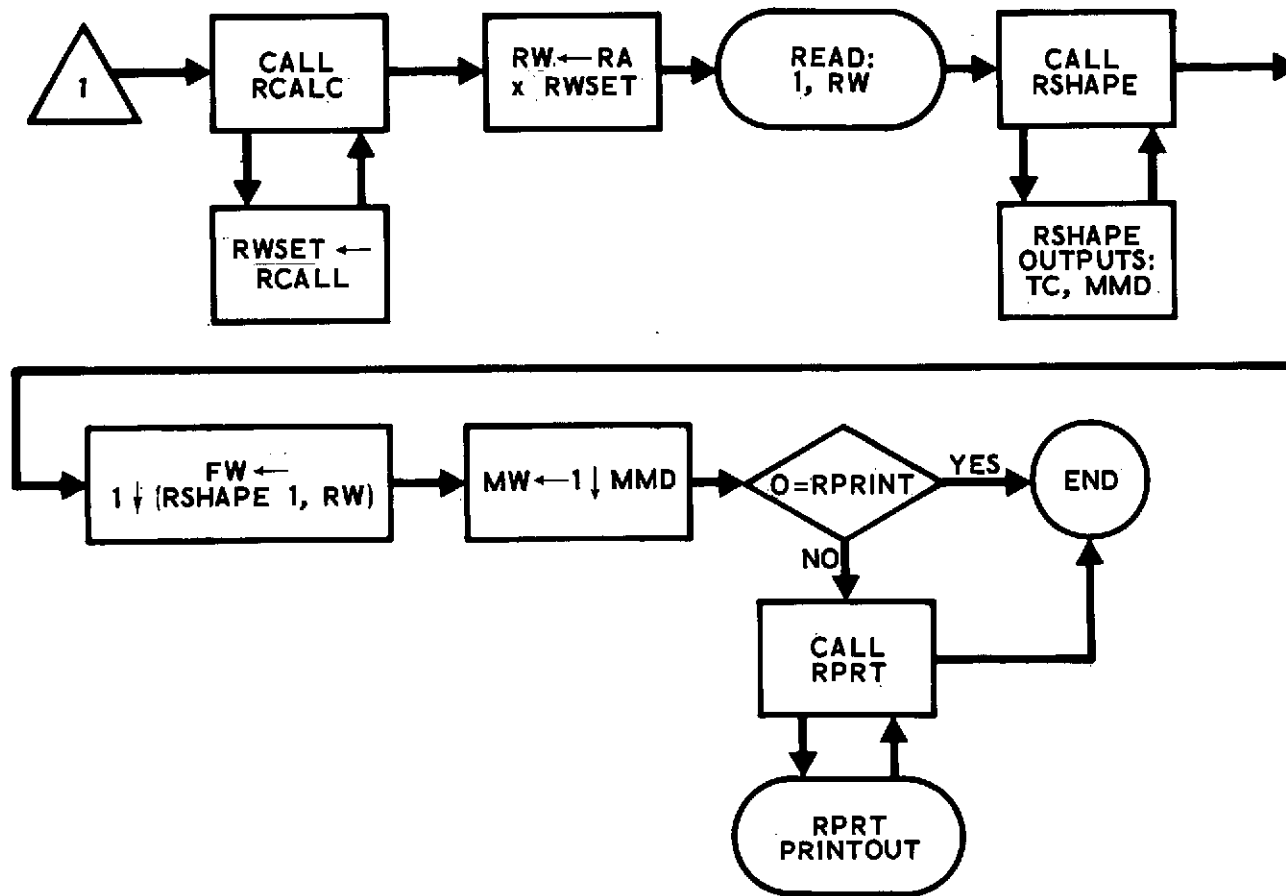 1
CALL
RCALC
RW ← RA
x RWSET
READ:
1, RW
CALL
RSHAPE
RWSET ←
RCALL
RSHAPE
OUTPUTS:
TC, MMD
FW ←
1 ↓ (RSHAPE 1, RW)
MW ← 1 ↓ MMD
0=RPRINT
YES
END
NO
CALL
RPRT
RPRT
PRINTOUT